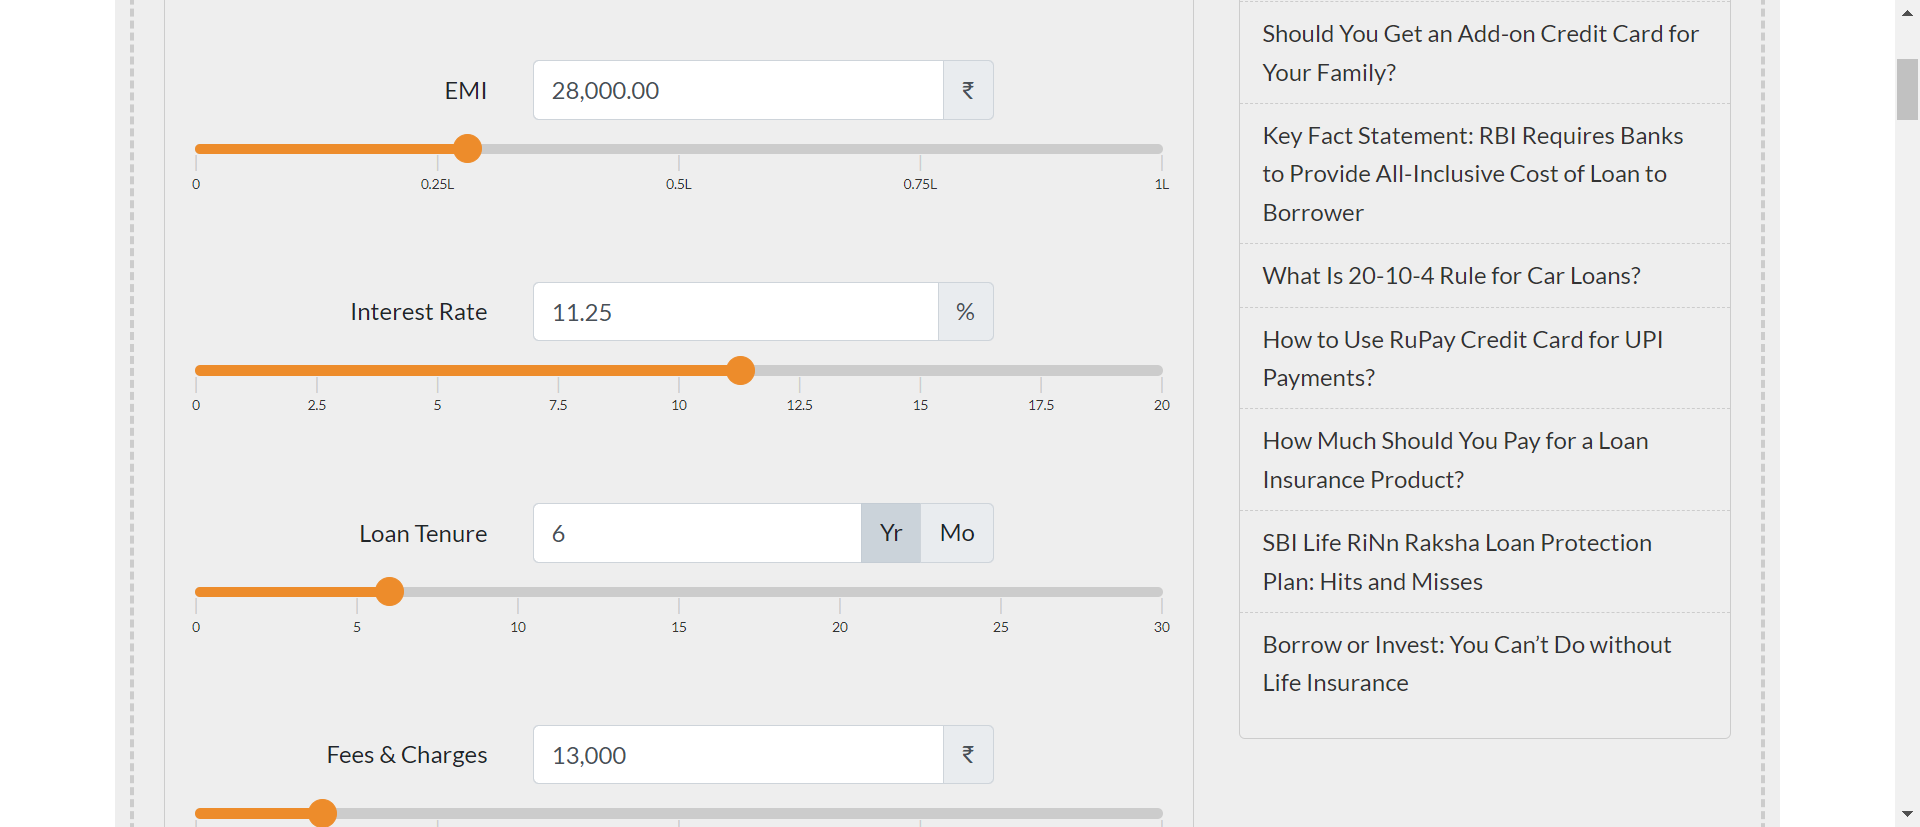 EMI
28,000.00
₹
0
0.25L
0.5L
0.75L
1L
Interest Rate
11.25
%
0
2.5
5
7.5
10
12.5
15
17.5
20
Loan Tenure
6
Yr
Mo
0
5
10
15
20
25
30
Fees & Charges
13,000
₹
Should You Get an Add-on Credit Card for
Your Family?
Key Fact Statement: RBI Requires Banks
to Provide All-Inclusive Cost of Loan to
Borrower
What Is 20-10-4 Rule for Car Loans?
How to Use RuPay Credit Card for UPI
Payments?
How Much Should You Pay for a Loan
Insurance Product?
SBI Life RiNn Raksha Loan Protection
Plan: Hits and Misses
Borrow or Invest: You Can’t Do without
Life Insurance